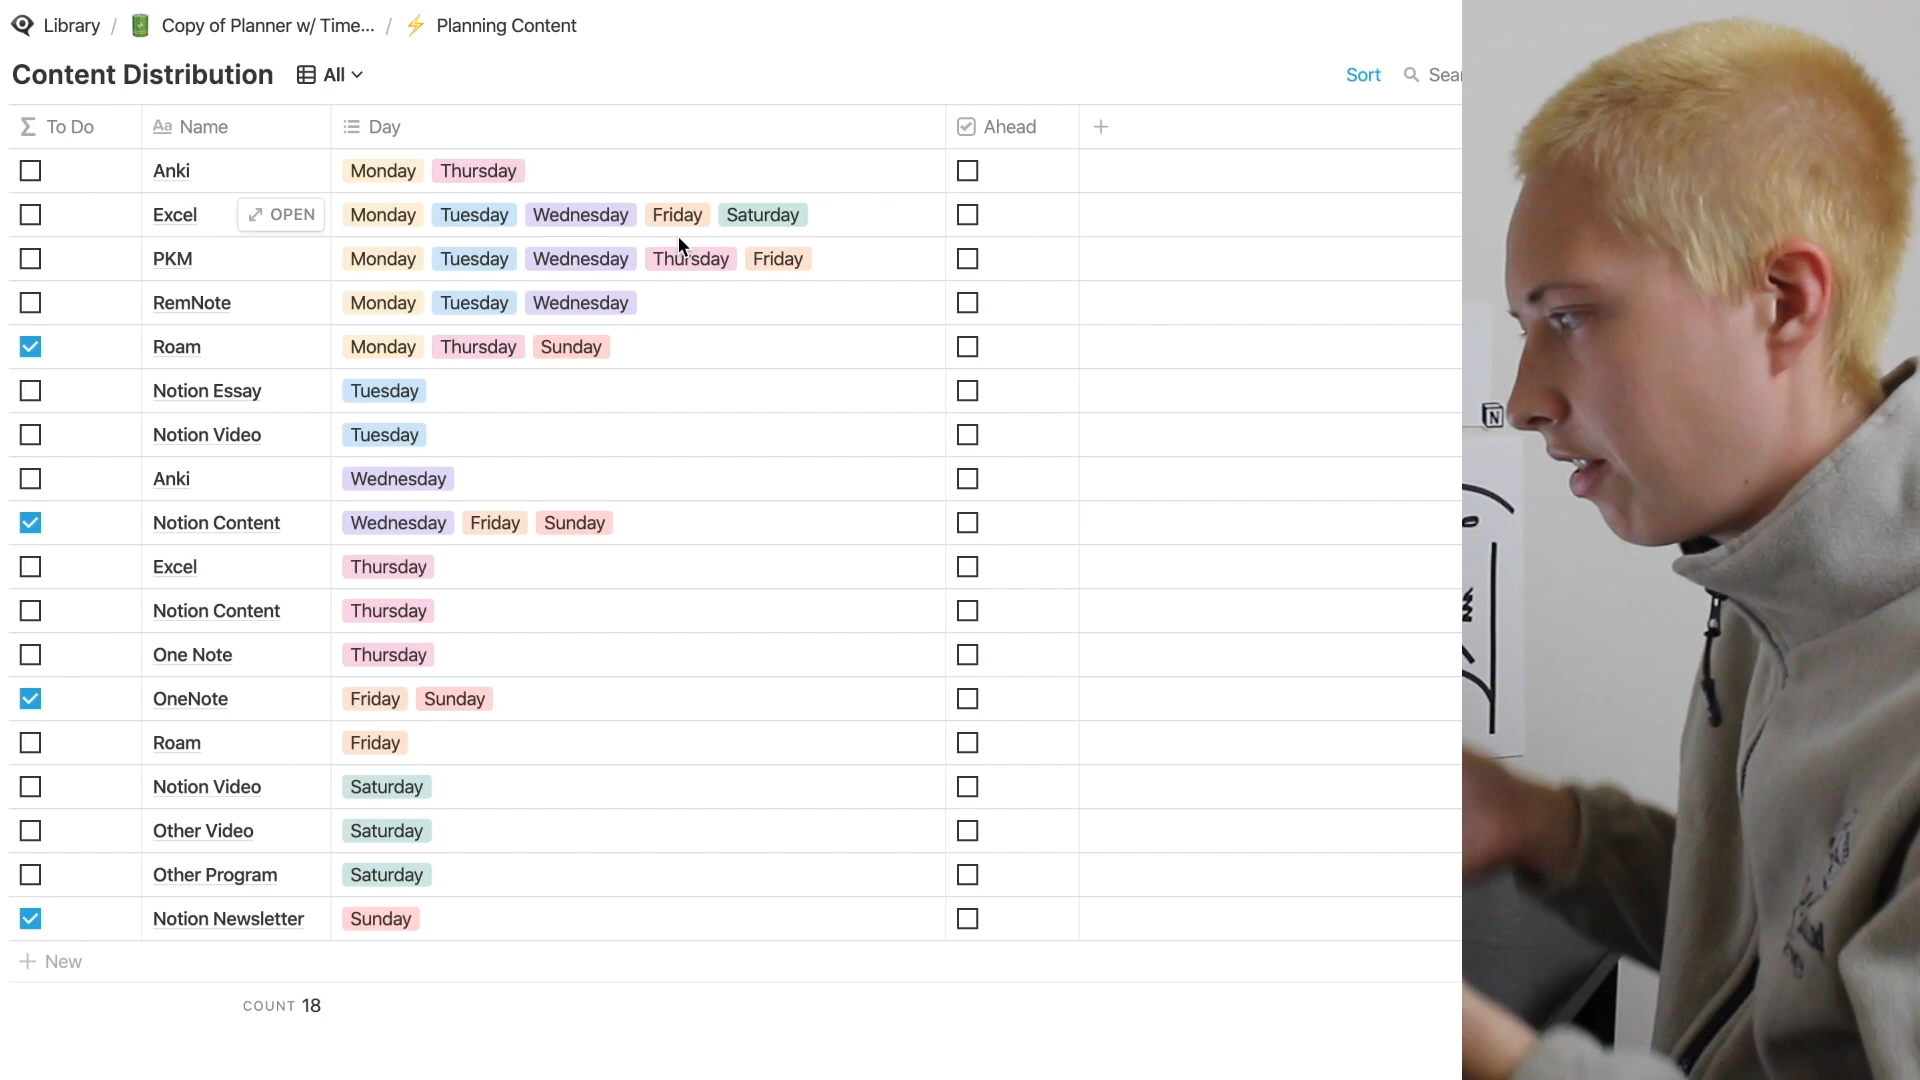 Library / Copy of Planner w/ Time... / Planning Content
Content Distribution All Sort Sear
To Do Aa Name Day Ahead
Anki Monday Thursday
Excel OPEN Monday Tuesday Wednesday Friday Saturday
PKM Monday Tuesday Wednesday Thursday Friday
RemNote Monday Tuesday Wednesday
Roam Monday Thursday Sunday
Notion Essay Tuesday
Notion Video Tuesday
Anki Wednesday
Notion Content Wednesday Friday Sunday
Excel Thursday
Notion Content Thursday
One Note Thursday
OneNote Friday Sunday
Roam Friday
Notion Video Saturday
Other Video Saturday
Other Program Saturday
Notion Newsletter Sunday
+ New
COUNT 18
N